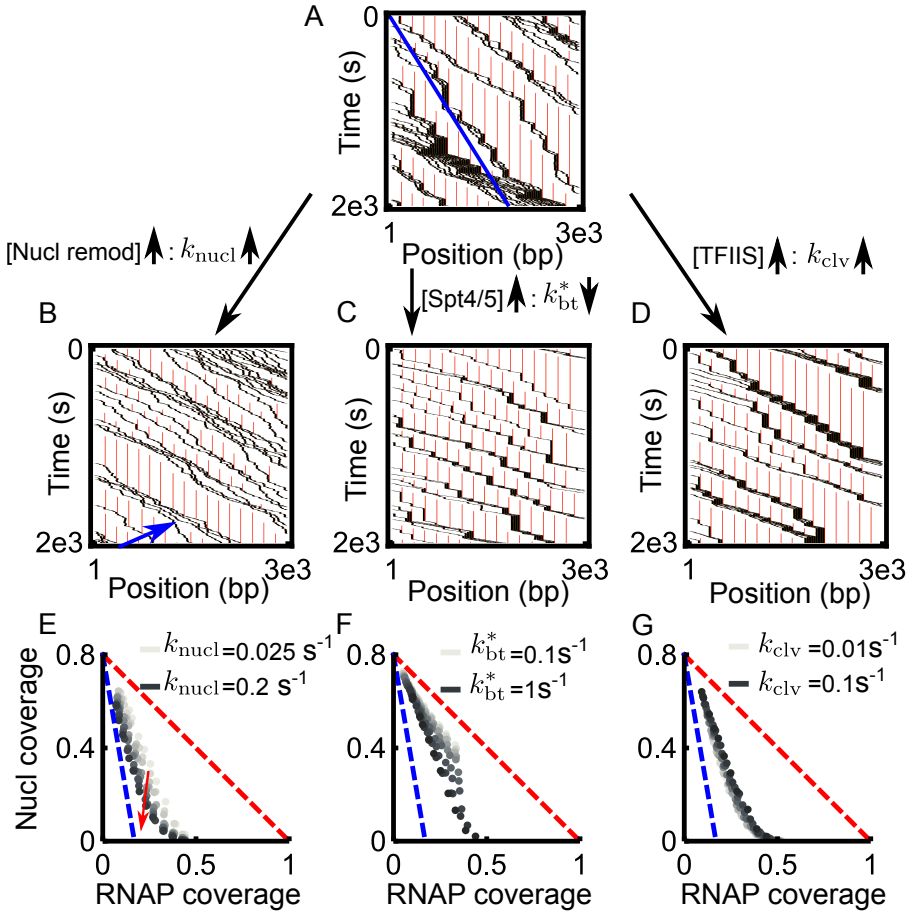 A
0
Time (s)
2e3
1
3e3
Position (bp)
[Nucl remod] : k_nucl
[Spt4/5] : k*_bt
[TFIIS] : k_clv
B
0
Time (s)
2e3
1
3e3
Position (bp)
C
0
Time (s)
2e3
1
3e3
Position (bp)
D
0
Time (s)
2e3
1
3e3
Position (bp)
E
k_nucl=0.025 s⁻¹
k_nucl=0.2 s⁻¹
0.8
0.4
0
Nucl coverage
0
0.5
1
RNAP coverage
F
k*_bt=0.1s⁻¹
k*_bt=1s⁻¹
0.8
0.4
0
0
0.5
1
RNAP coverage
G
k_clv=0.01s⁻¹
k_clv=0.1s⁻¹
0.8
0.4
0
0
0.5
1
RNAP coverage